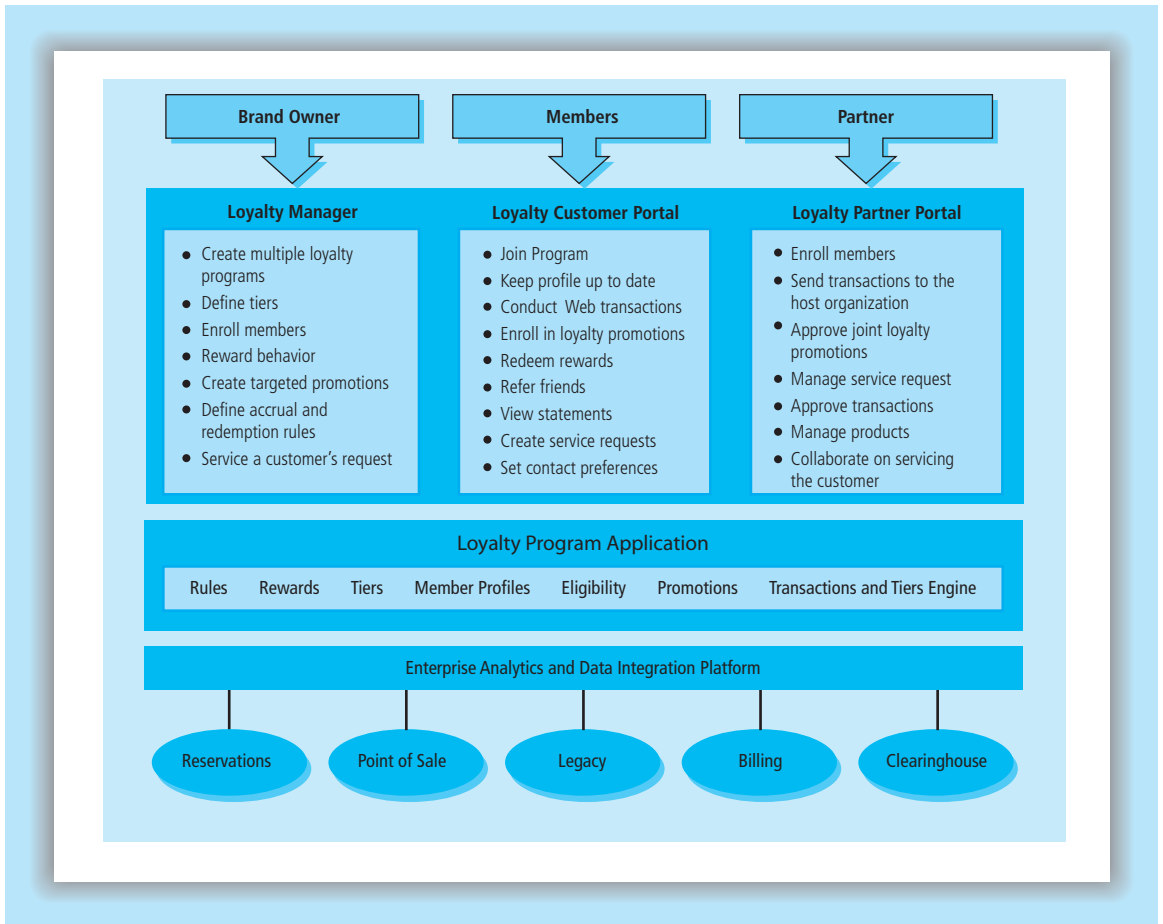 Brand Owner
Members
Partner
Loyalty Manager
Create multiple loyalty
programs
Define tiers
Enroll members
Reward behavior
Create targeted promotions
Define accrual and
redemption rules
Service a customer's request
Loyalty Customer Portal
Join Program
Keep profile up to date
Conduct Web transactions
Enroll in loyalty promotions
Redeem rewards
Refer friends
View statements
Create service requests
Set contact preferences
Loyalty Partner Portal
Enroll members
Send transactions to the
host organization
Approve joint loyalty
promotions
Manage service request
Approve transactions
Manage products
Collaborate on servicing
the customer
Loyalty Program Application
Rules Rewards Tiers Member Profiles Eligibility Promotions Transactions and Tiers Engine
Enterprise Analytics and Data Integration Platform
Reservations
Point of Sale
Legacy
Billing
Clearinghouse